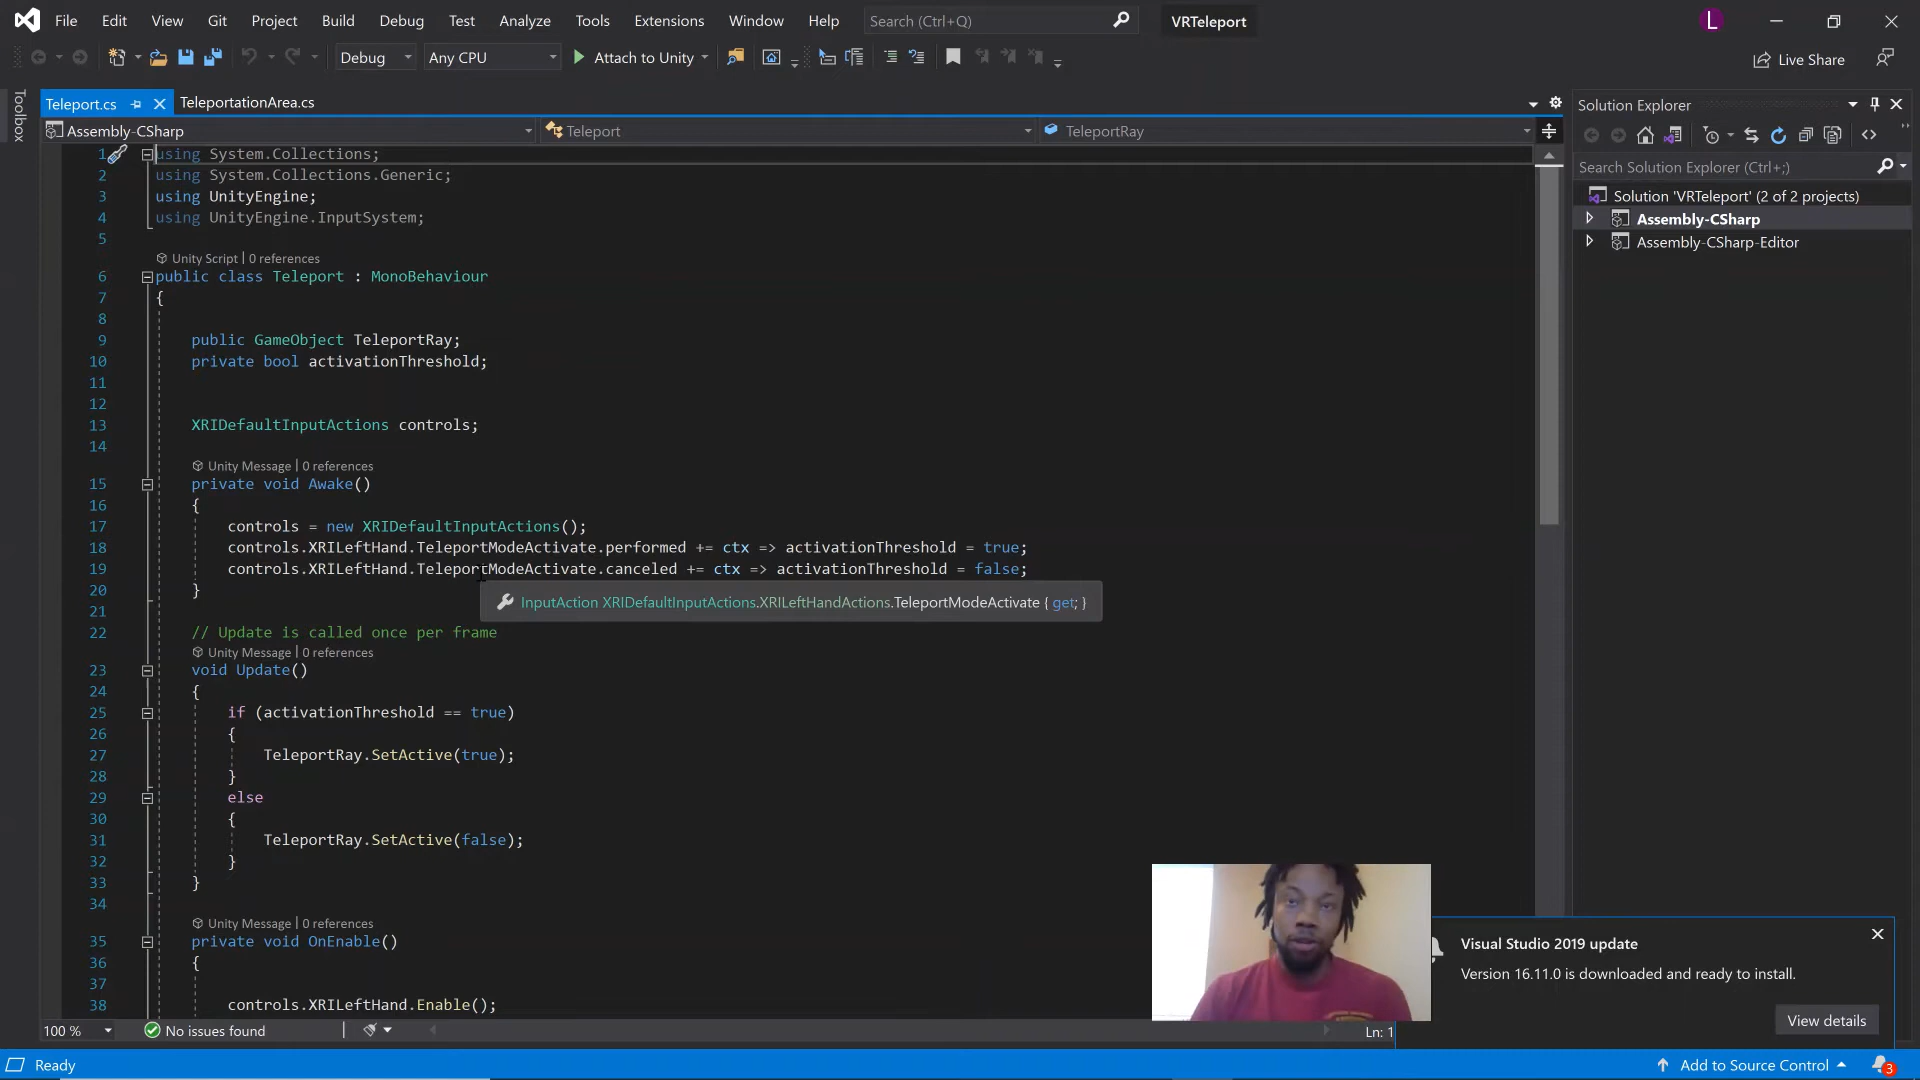 File Edit View Git Project Build Debug Test Analyze Tools Extensions Window Help Search (Ctrl+Q) VRTeleport L
Debug Any CPU Attach to Unity Live Share
Toolbox
Teleport.cs TeleportationArea.cs
Assembly-CSharp Teleport TeleportRay
1 using System.Collections;
2 using System.Collections.Generic;
3 using UnityEngine;
4 using UnityEngine.InputSystem;
5
Unity Script | 0 references
6 public class Teleport : MonoBehaviour
7 {
8
9 public GameObject TeleportRay;
10 private bool activationThreshold;
11
12
13 XRIDefaultInputActions controls;
14
Unity Message | 0 references
15 private void Awake()
16 {
17 controls = new XRIDefaultInputActions();
18 controls.XRILeftHand.TeleportModeActivate.performed += ctx => activationThreshold = true;
19 controls.XRILeftHand.TeleportModeActivate.canceled += ctx => activationThreshold = false;
20 }
InputAction XRIDefaultInputActions.XRILeftHandActions.TeleportModeActivate { get; }
21
22 // Update is called once per frame
Unity Message | 0 references
23 void Update()
24 {
25 if (activationThreshold == true)
26 {
27 TeleportRay.SetActive(true);
28 }
29 else
30 {
31 TeleportRay.SetActive(false);
32 }
33 }
34
Unity Message | 0 references
35 private void OnEnable()
36 {
37
38 controls.XRILeftHand.Enable();
100 % No issues found Ln: 1
Ready Add to Source Control 3
Solution Explorer
Search Solution Explorer (Ctrl+;)
Solution 'VRTeleport' (2 of 2 projects)
Assembly-CSharp
Assembly-CSharp-Editor
Visual Studio 2019 update
Version 16.11.0 is downloaded and ready to install.
View details